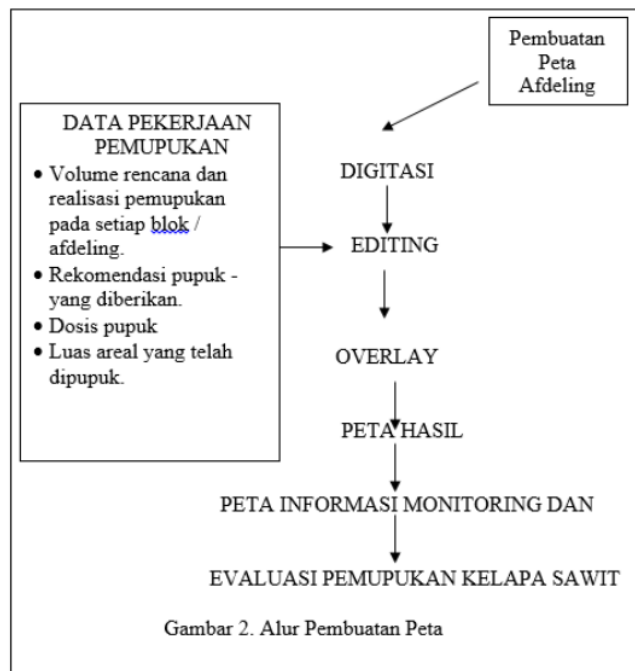 Pembuatan
Peta
Afdeling
DATA PEKERJAAN
PEMUPUKAN
• Volume rencana dan
realisasi pemupukan
pada setiap blok /
afdeling.
• Rekomendasi pupuk -
yang diberikan.
• Dosis pupuk
• Luas areal yang telah
dipupuk.
DIGITASI
EDITING
OVERLAY
PETA HASIL
PETA INFORMASI MONITORING DAN
EVALUASI PEMUPUKAN KELAPA SAWIT
Gambar 2. Alur Pembuatan Peta